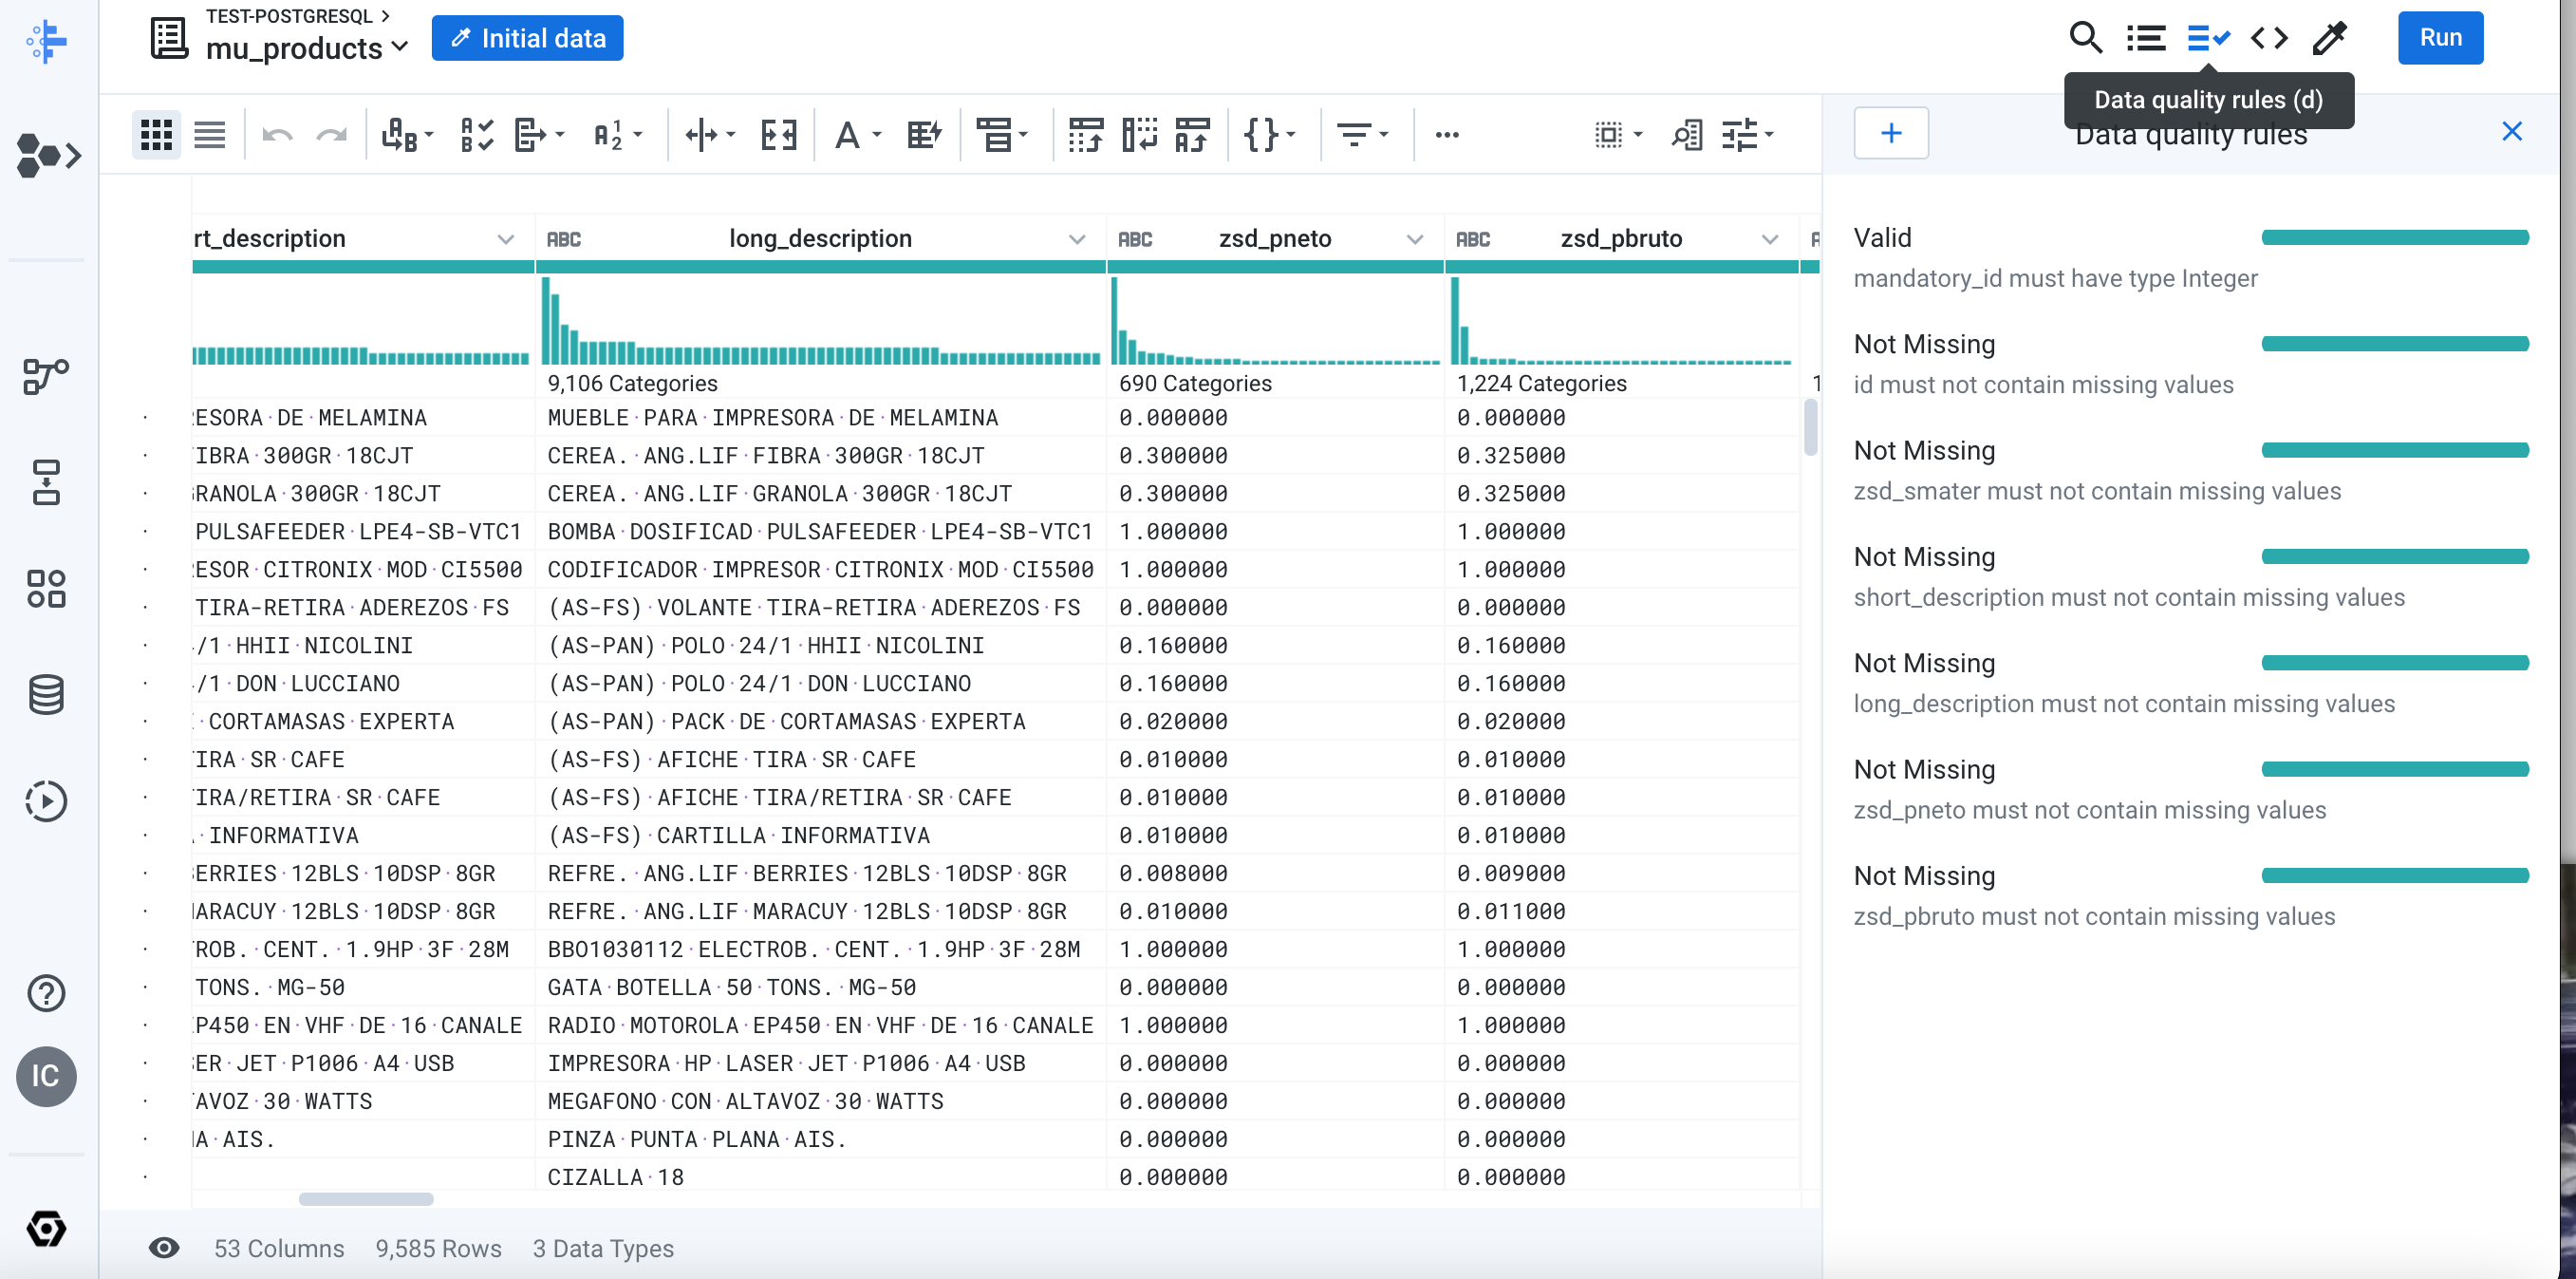 TEST-POSTGRESQL >
mu_products
Initial data
Run
Data quality rules (d)
Data quality rules
rt_description
ABC long_description
ABC zsd_pneto
ABC zsd_pbruto
9,106 Categories 690 Categories 1,224 Categories 1
ESORA·DE·MELAMINA MUEBLE·PARA·IMPRESORA·DE·MELAMINA 0.000000 0.000000
IBRA·300GR·18CJT CEREA.·ANG.LIF·FIBRA·300GR·18CJT 0.300000 0.325000
RANOLA·300GR·18CJT CEREA.·ANG.LIF·GRANOLA·300GR·18CJT 0.300000 0.325000
PULSAFEEDER·LPE4-SB-VTC1 BOMBA·DOSIFICAD·PULSAFEEDER·LPE4-SB-VTC1 1.000000 1.000000
ESOR·CITRONIX·MOD·CI5500 CODIFICADOR·IMPRESOR·CITRONIX·MOD·CI5500 1.000000 1.000000
TIRA-RETIRA·ADEREZOS·FS (AS-FS)·VOLANTE·TIRA-RETIRA·ADEREZOS·FS 0.000000 0.000000
/1·HHII·NICOLINI (AS-PAN)·POLO·24/1·HHII·NICOLINI 0.160000 0.160000
/1·DON·LUCCIANO (AS-PAN)·POLO·24/1·DON·LUCCIANO 0.160000 0.160000
·CORTAMASAS·EXPERTA (AS-PAN)·PACK·DE·CORTAMASAS·EXPERTA 0.020000 0.020000
IRA·SR·CAFE (AS-FS)·AFICHE·TIRA·SR·CAFE 0.010000 0.010000
IRA/RETIRA·SR·CAFE (AS-FS)·AFICHE·TIRA/RETIRA·SR·CAFE 0.010000 0.010000
·INFORMATIVA (AS-FS)·CARTILLA·INFORMATIVA 0.010000 0.010000
ERRIES·12BLS·10DSP·8GR REFRE.·ANG.LIF·BERRIES·12BLS·10DSP·8GR 0.008000 0.009000
ARACUY·12BLS·10DSP·8GR REFRE.·ANG.LIF·MARACUY·12BLS·10DSP·8GR 0.010000 0.011000
ROB.·CENT.·1.9HP·3F·28M BBO1030112·ELECTROB.·CENT.·1.9HP·3F·28M 1.000000 1.000000
TONS.·MG-50 GATA·BOTELLA·50·TONS.·MG-50 0.000000 0.000000
P450·EN·VHF·DE·16·CANALE RADIO·MOTOROLA·EP450·EN·VHF·DE·16·CANALE 1.000000 1.000000
ER·JET·P1006·A4·USB IMPRESORA·HP·LASER·JET·P1006·A4·USB 0.000000 0.000000
AVOZ·30·WATTS MEGAFONO·CON·ALTAVOZ·30·WATTS 0.000000 0.000000
A·AIS. PINZA·PUNTA·PLANA·AIS. 0.000000 0.000000
CIZALLA·18 0.000000 0.000000
53 Columns 9,585 Rows 3 Data Types
Valid
mandatory_id must have type Integer
Not Missing
id must not contain missing values
Not Missing
zsd_smater must not contain missing values
Not Missing
short_description must not contain missing values
Not Missing
long_description must not contain missing values
Not Missing
zsd_pneto must not contain missing values
Not Missing
zsd_pbruto must not contain missing values
IC